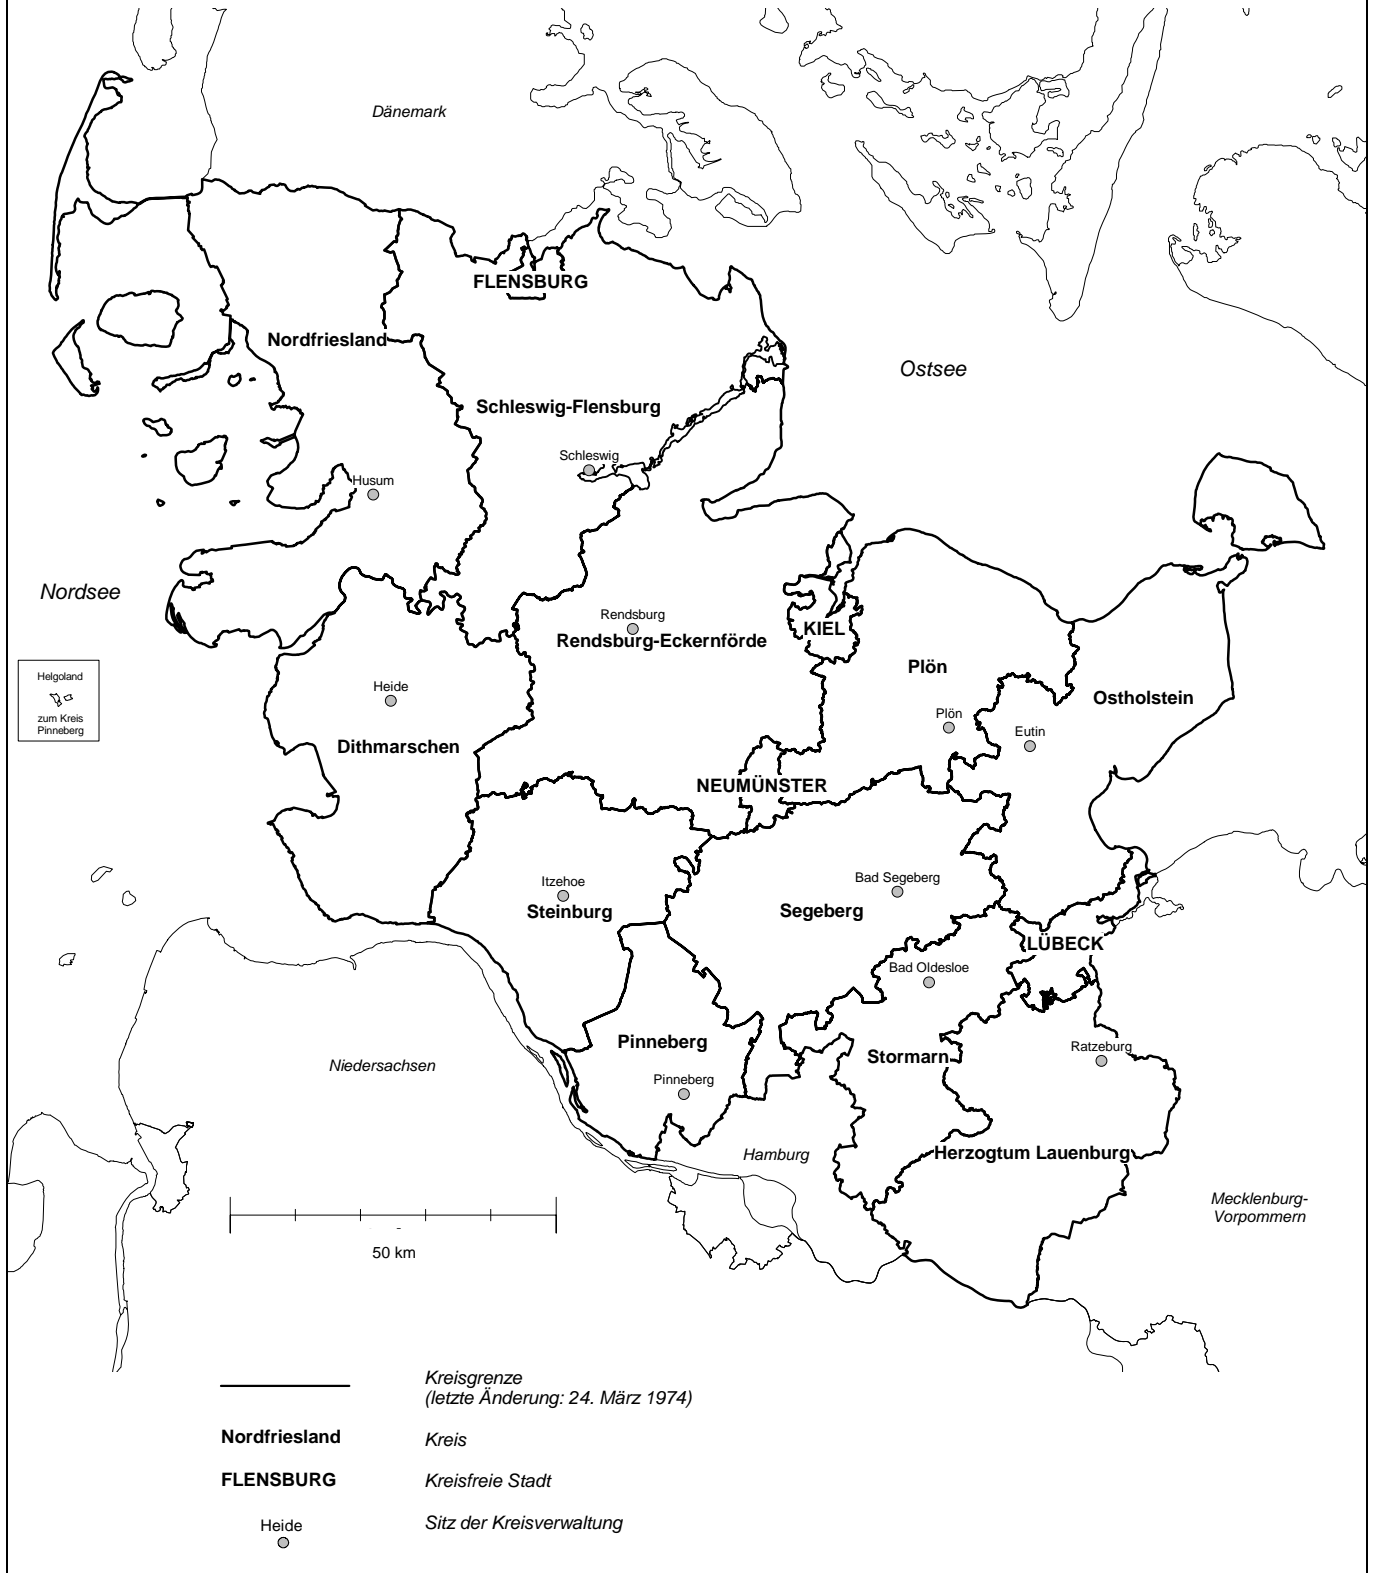 Dänemark
FLENSBURG
Nordfriesland
Ostsee
Schleswig-Flensburg
Schleswig
Husum
Nordsee
Rendsburg
KIEL
Rendsburg-Eckernförde
Plön
Helgoland
zum Kreis
Pinneberg
Heide
Ostholstein
Plön
Eutin
Dithmarschen
NEUMÜNSTER
Itzehoe
Bad Segeberg
Steinburg
Segeberg
LÜBECK
Bad Oldesloe
Pinneberg
Ratzeburg
Stormarn
Niedersachsen
Pinneberg
Hamburg
Herzogtum Lauenburg
Mecklenburg-
Vorpommern
50 km
Kreisgrenze
(letzte Änderung: 24. März 1974)
Nordfriesland Kreis
FLENSBURG Kreisfreie Stadt
Heide Sitz der Kreisverwaltung